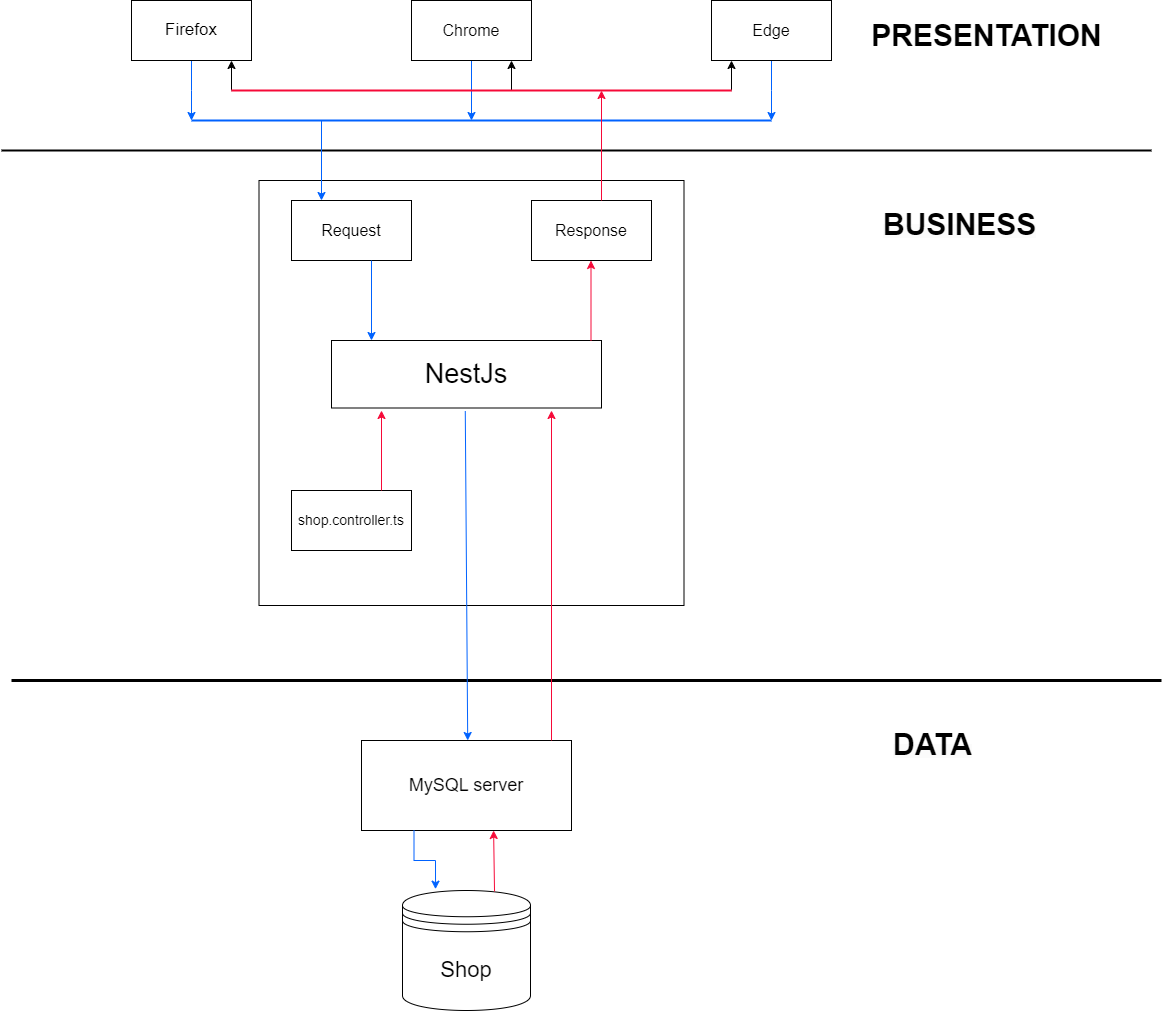 Firefox
Chrome
Edge
PRESENTATION
Request
Response
BUSINESS
NestJs
shop.controller.ts
DATA
MySQL server
Shop